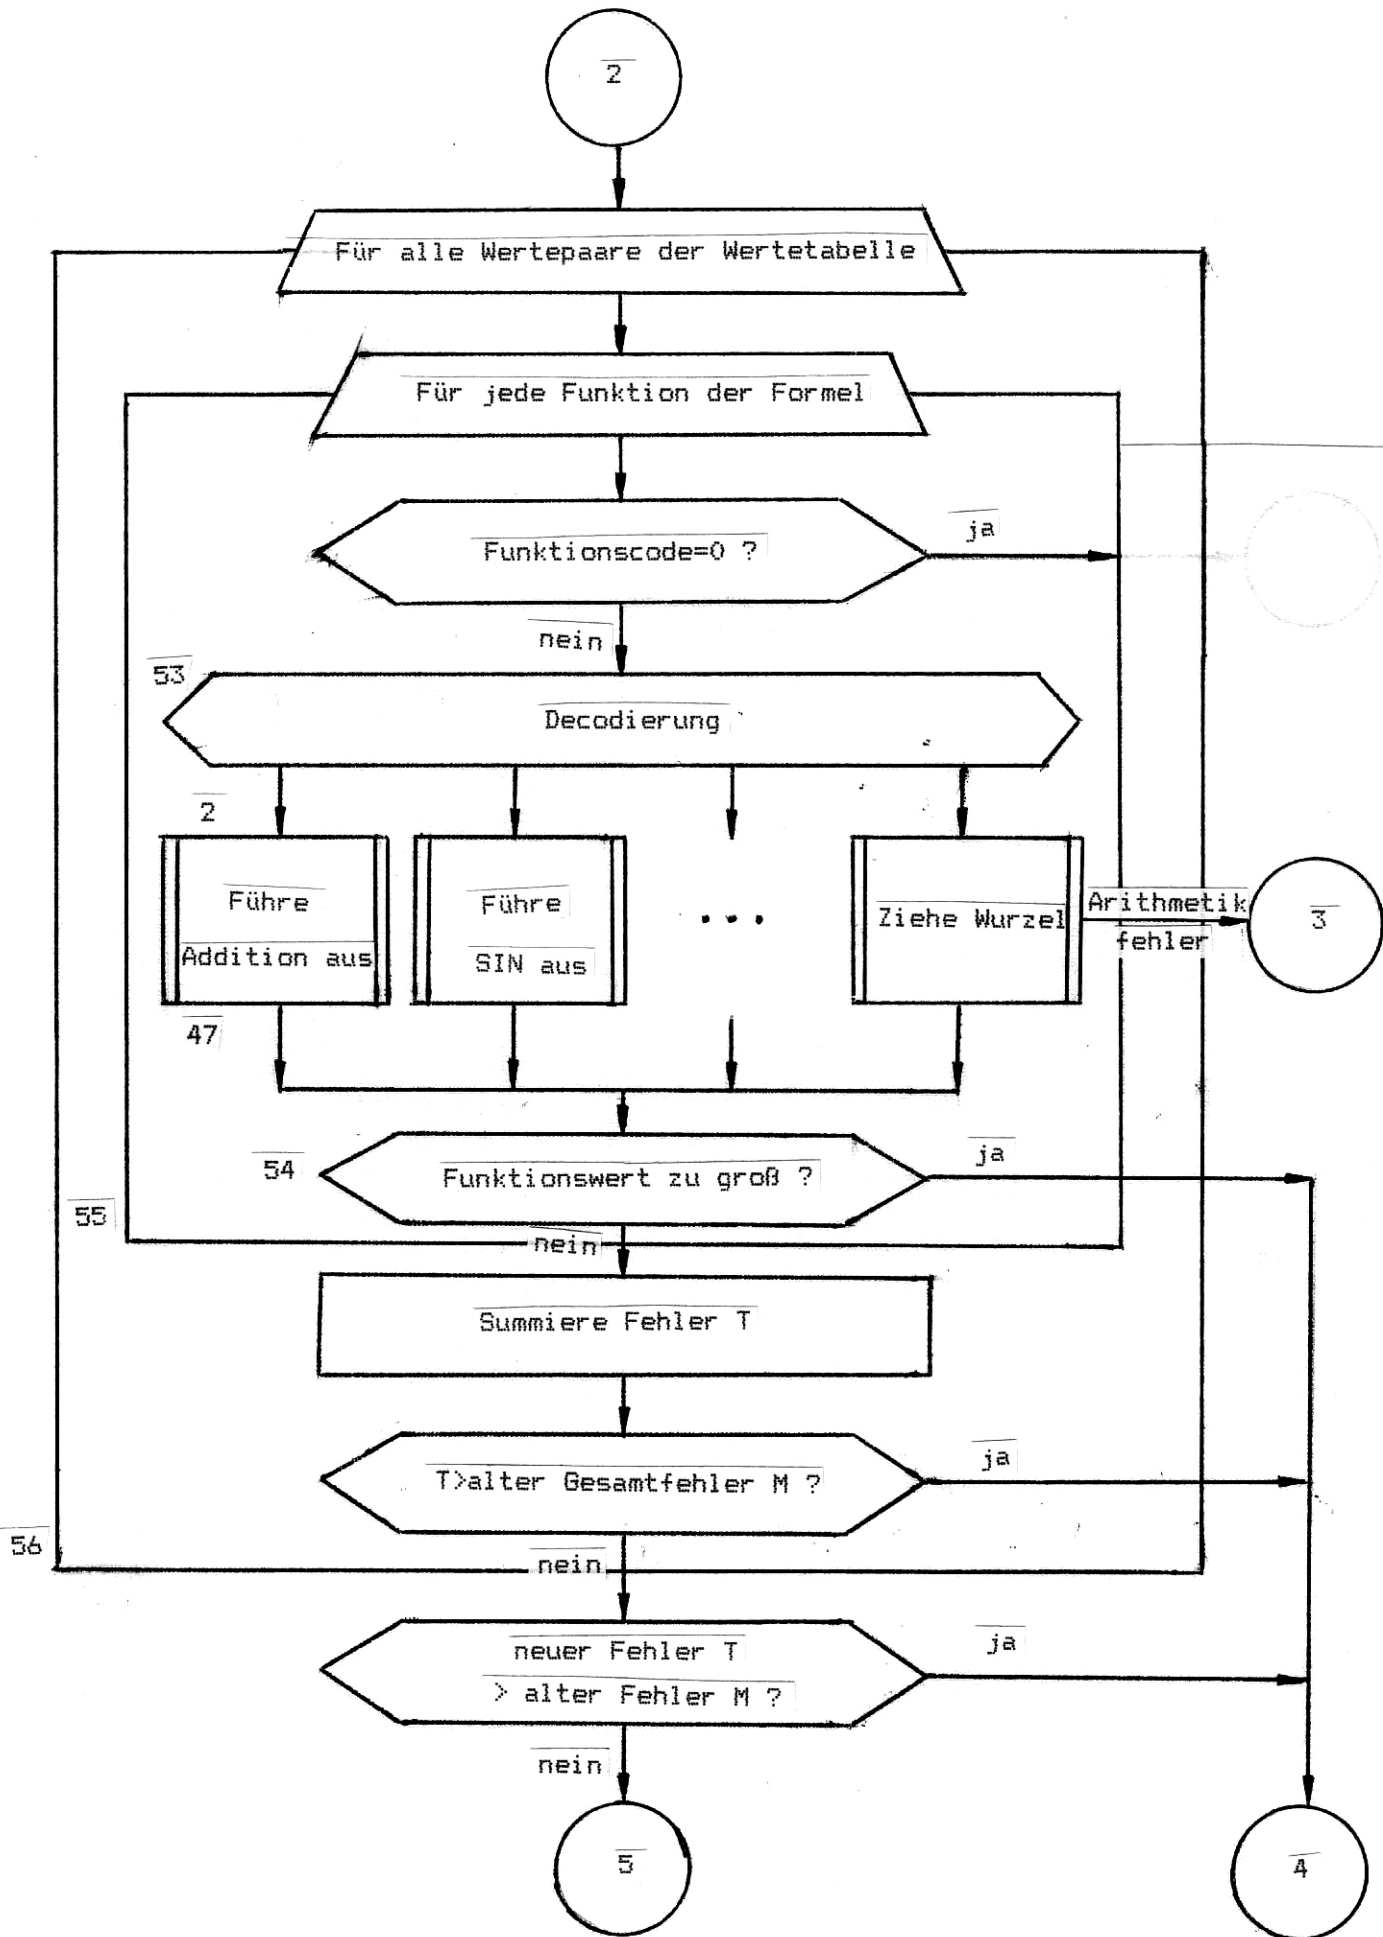 2
Für alle Wertepaare der Wertetabelle
Für jede Funktion der Formel
Funktionscode=0 ?
ja
nein
53
Decodierung
2
Führe
Addition aus
47
Führe
SIN aus
...
Ziehe Wurzel
Arithmetik
fehler
3
54
Funktionswert zu groß ?
ja
55
nein
Summiere Fehler T
T>alter Gesamtfehler M ?
ja
56
nein
neuer Fehler T
> alter Fehler M ?
ja
nein
5
4